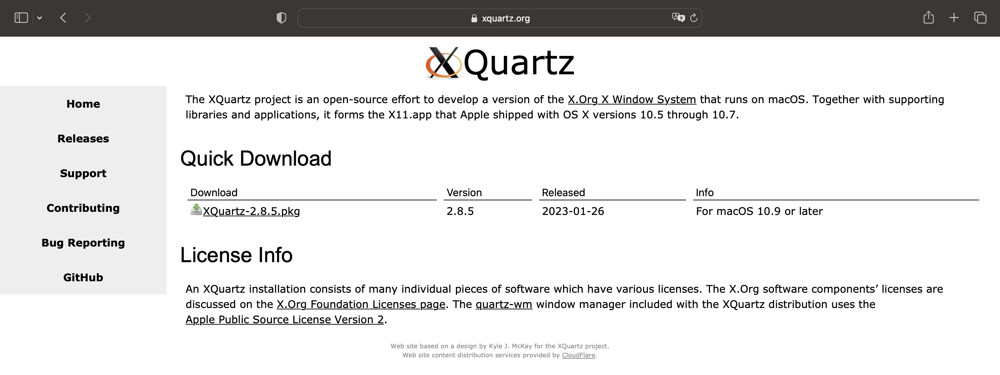 xquartz.org
XQuartz
Home
Releases
Support
Contributing
Bug Reporting
GitHub
The XQuartz project is an open-source effort to develop a version of the X.Org X Window System that runs on macOS. Together with supporting
libraries and applications, it forms the X11.app that Apple shipped with OS X versions 10.5 through 10.7.
Quick Download
Download Version Released Info
XQuartz-2.8.5.pkg 2.8.5 2023-01-26 For macOS 10.9 or later
License Info
An XQuartz installation consists of many individual pieces of software which have various licenses. The X.Org software components’ licenses are
discussed on the X.Org Foundation Licenses page. The quartz-wm window manager included with the XQuartz distribution uses the
Apple Public Source License Version 2.
Web site based on a design by Kyle J. McKay for the XQuartz project.
Web site content distribution services provided by CloudFlare.